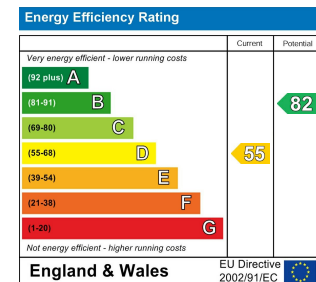 Energy Efficiency Rating
Current Potential
Very energy efficient - lower running costs
(92 plus) A
(81-91) B
82
(69-80) C
(55-68) D
55
(39-54) E
(21-38) F
(1-20) G
Not energy efficient - higher running costs
England & Wales
EU Directive
2002/91/EC